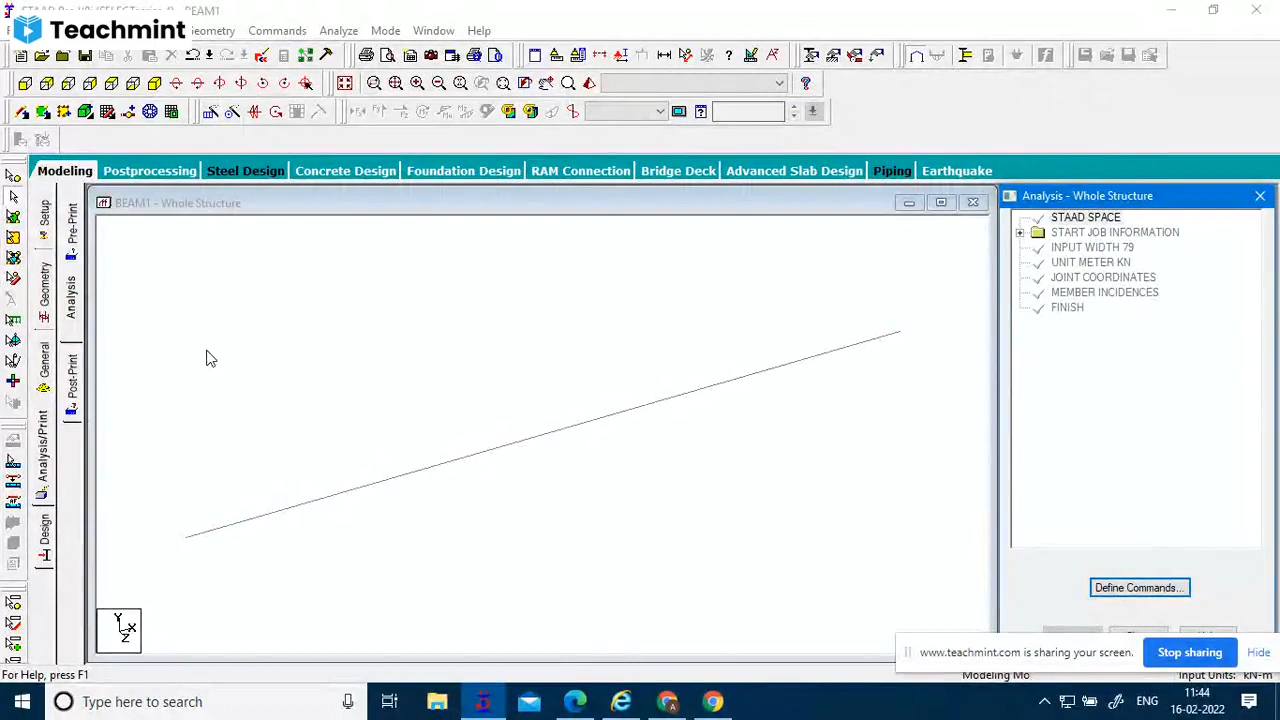 - BEAM1
Teachmint
Geometry Commands Analyze Mode Window Help
Modeling Postprocessing Steel Design Concrete Design Foundation Design RAM Connection Bridge Deck Advanced Slab Design Piping Earthquake
Setup
Geometry
General
Analysis/Print
Design
Pre-Print
Analysis
Post-Print
BEAM1 - Whole Structure
Y
X
Z
Analysis - Whole Structure
STAAD SPACE
START JOB INFORMATION
INPUT WIDTH 79
UNIT METER KN
JOINT COORDINATES
MEMBER INCIDENCES
FINISH
Define Commands...
www.teachmint.com is sharing your screen. Stop sharing Hide
For Help, press F1
Modeling Mo Input Units: kN-m
Type here to search
ENG
11:44
16-02-2022